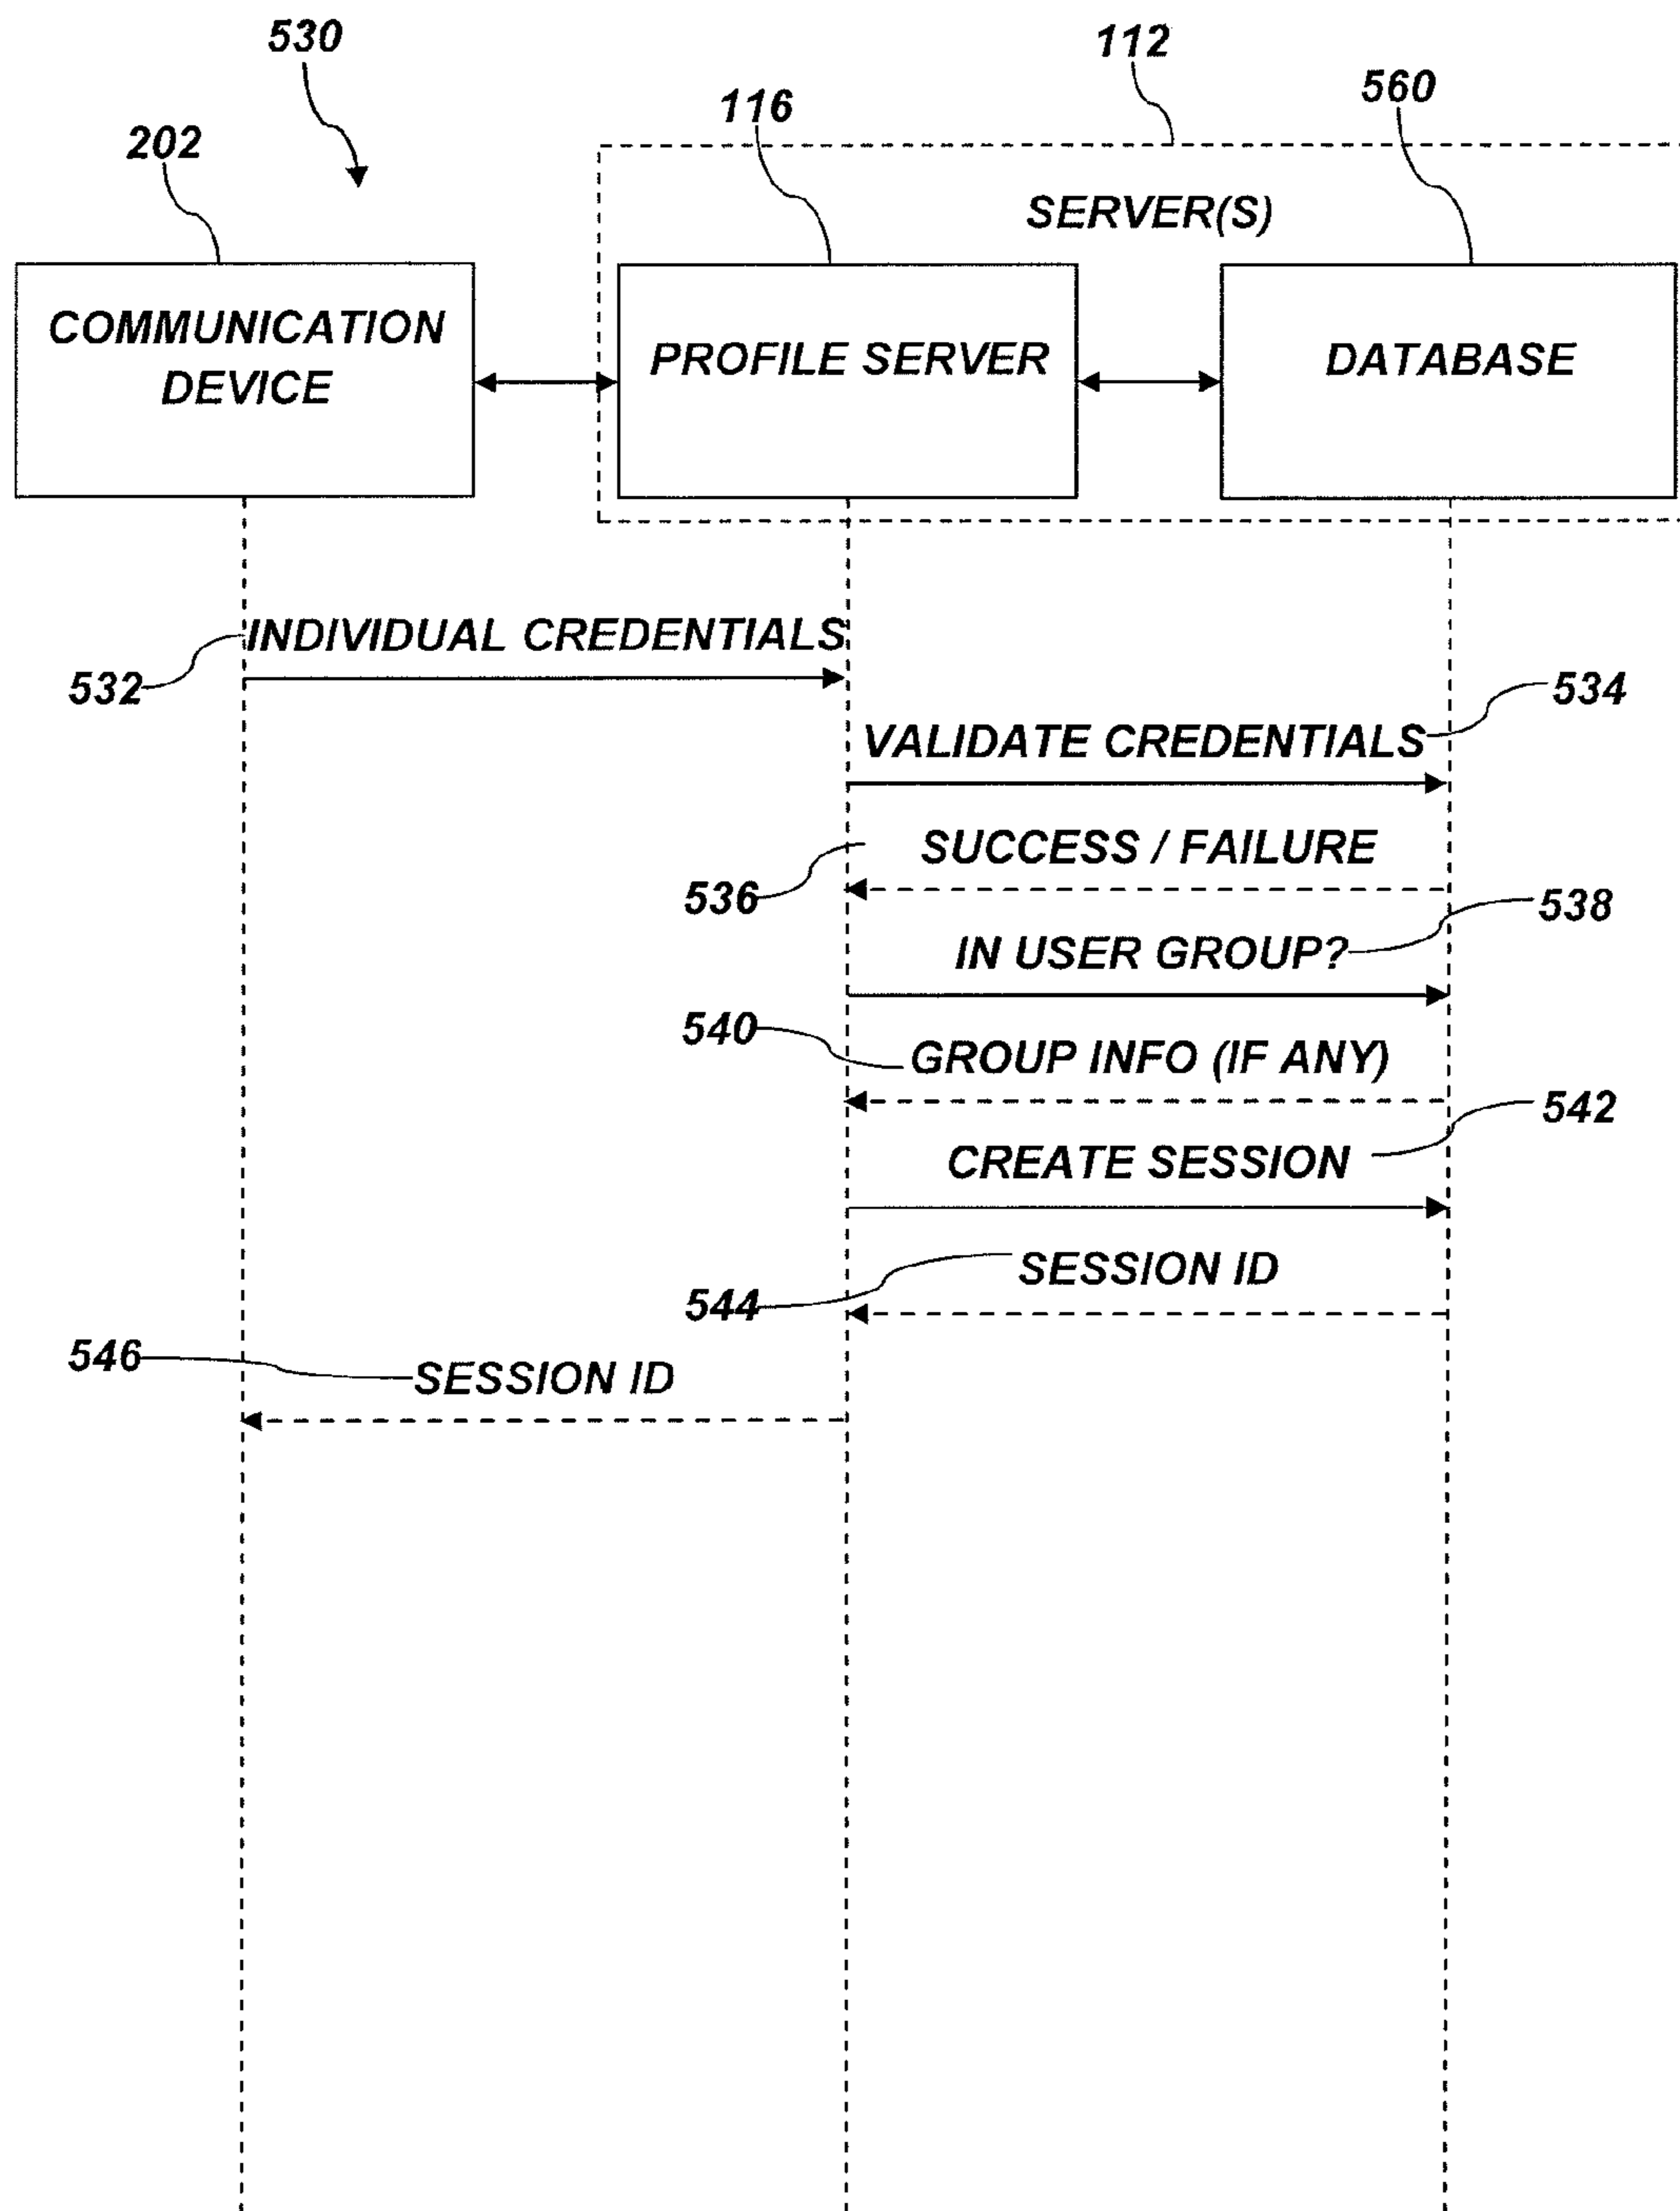 530
112
560
116
202
SERVER(S)
COMMUNICATION
DEVICE
PROFILE SERVER
DATABASE
INDIVIDUAL CREDENTIALS
532
534
VALIDATE CREDENTIALS
SUCCESS / FAILURE
536
538
IN USER GROUP?
540
GROUP INFO (IF ANY)
542
CREATE SESSION
SESSION ID
544
546
SESSION ID